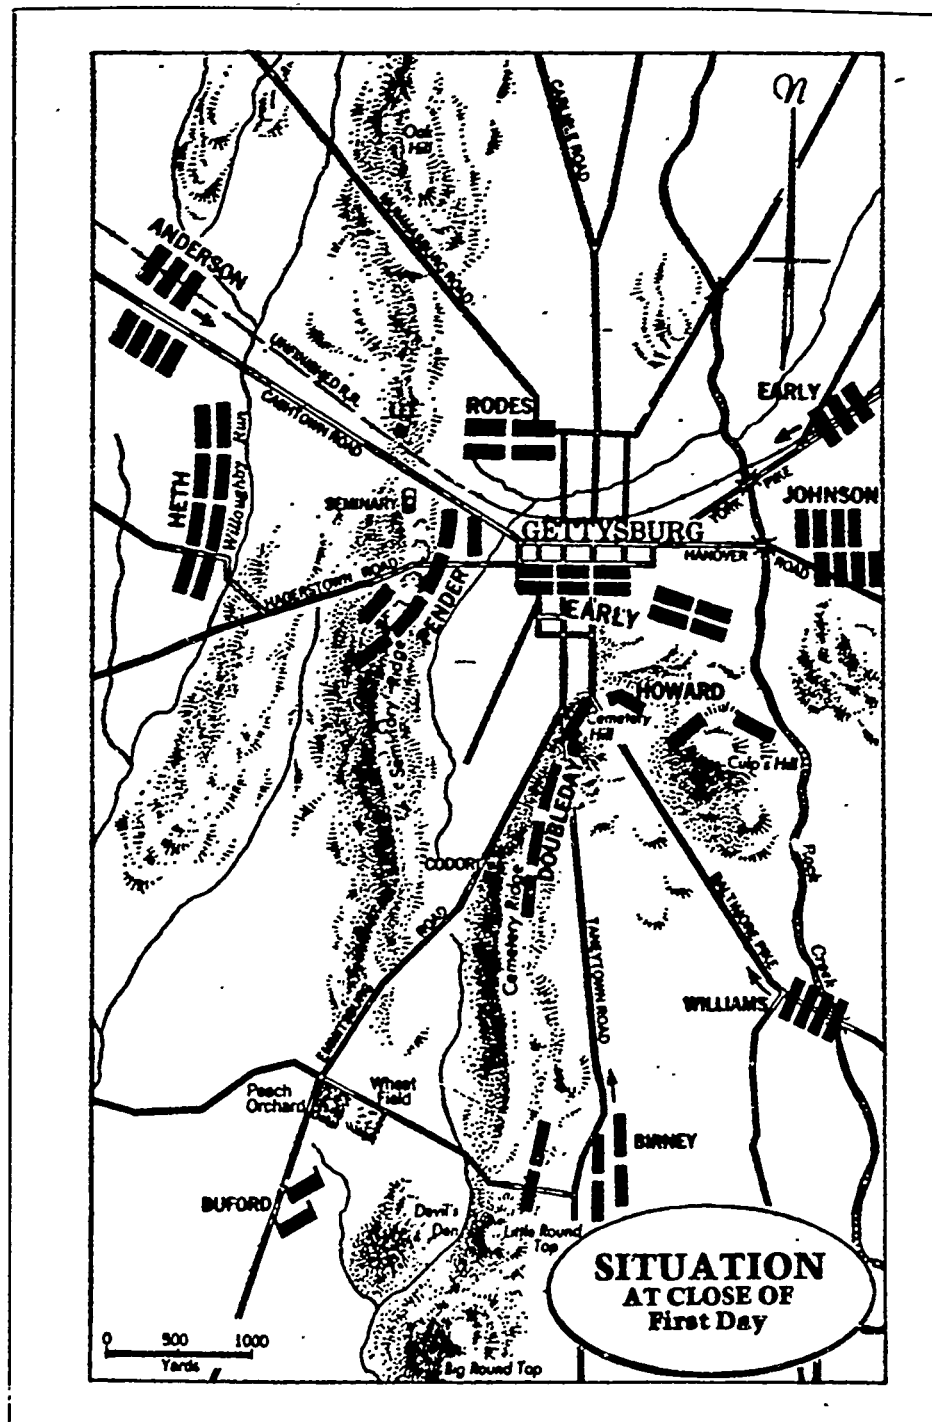 N
Oak
Hill
CARLISLE ROAD
MUMMASBURG ROAD
ANDERSON
UNFINISHED R.R.
CASHTOWN ROAD
RODES
EARLY
YORK PIKE
JOHNSON
HETH
Willoughby Run
SEMINARY
GETTYSBURG
HANOVER
ROAD
HAGERSTOWN ROAD
PENDER
EARLY
Seminary Ridge
HOWARD
Cemetery
Hill
Culp's Hill
DOUBLEDAY
CODORI
Cemetery Ridge
Rock
Creek
BALTIMORE PIKE
TANEYTOWN ROAD
EMMITSBURG
ROAD
WILLIAMS
Peach
Orchard
Wheat
Field
BIRNEY
BUFORD
Devil's
Den
Little Round
Top
SITUATION
AT CLOSE OF
First Day
0 500 1000
Yards
Big Round Top